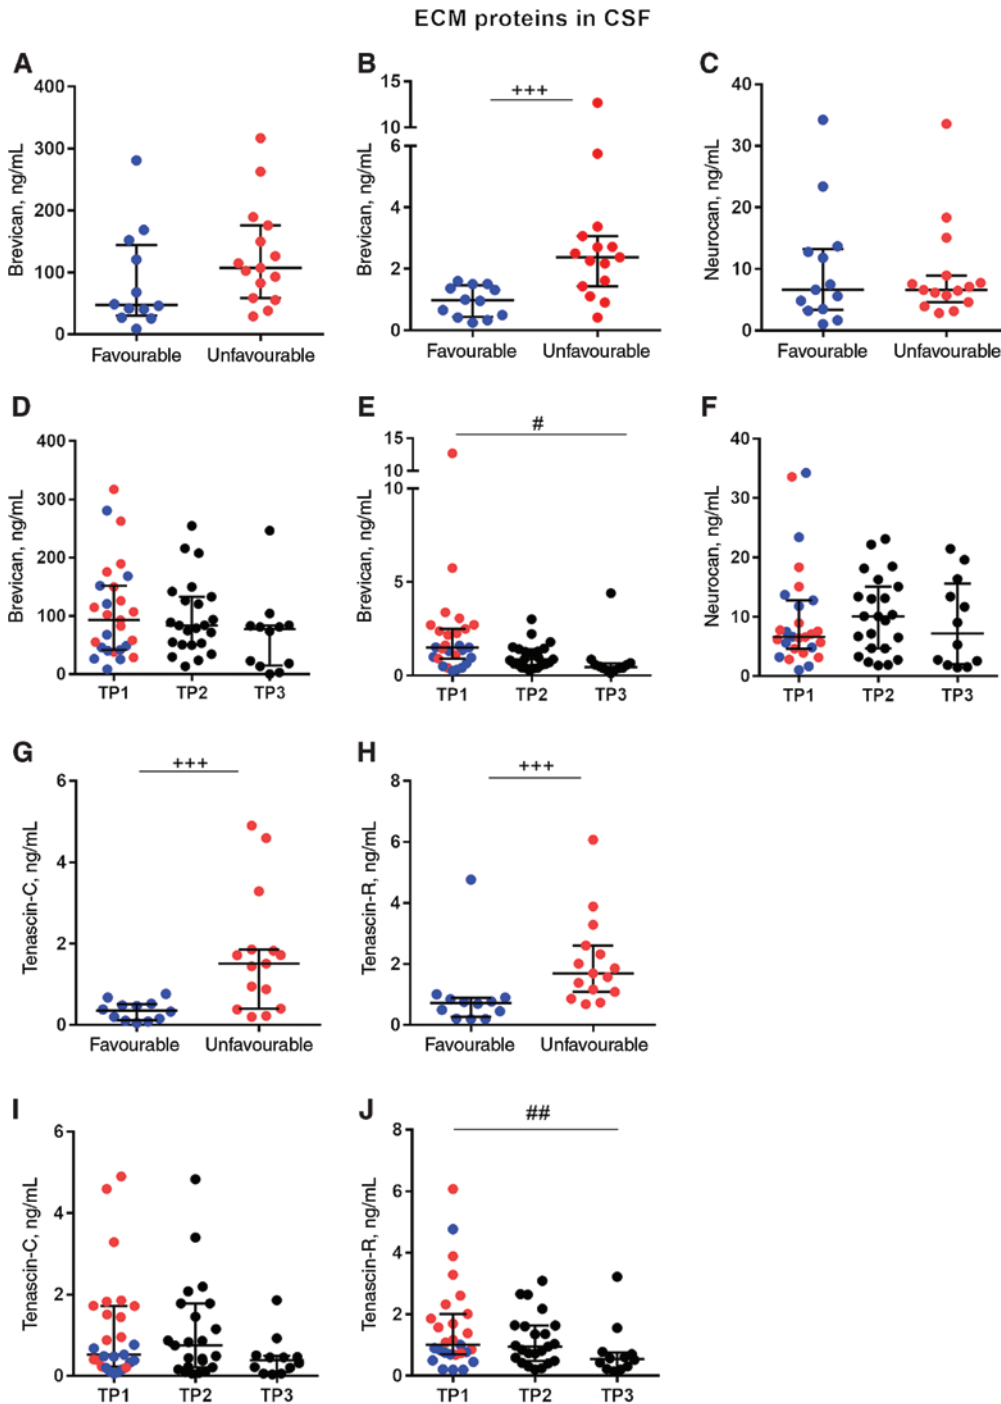 ECM proteins in CSF
A
Brevican, ng/mL
400
300
200
100
0
Favourable
Unfavourable
B
+++
Brevican, ng/mL
15
10
6
4
2
0
Favourable
Unfavourable
C
Neurocan, ng/mL
40
30
20
10
0
Favourable
Unfavourable
D
Brevican, ng/mL
400
300
200
100
0
TP1
TP2
TP3
E
#
Brevican, ng/mL
15
10
10
5
0
TP1
TP2
TP3
F
Neurocan, ng/mL
40
30
20
10
0
TP1
TP2
TP3
G
+++
Tenascin-C, ng/mL
6
4
2
0
Favourable
Unfavourable
H
+++
Tenascin-R, ng/mL
8
6
4
2
0
Favourable
Unfavourable
I
Tenascin-C, ng/mL
6
4
2
0
TP1
TP2
TP3
J
##
Tenascin-R, ng/mL
8
6
4
2
0
TP1
TP2
TP3